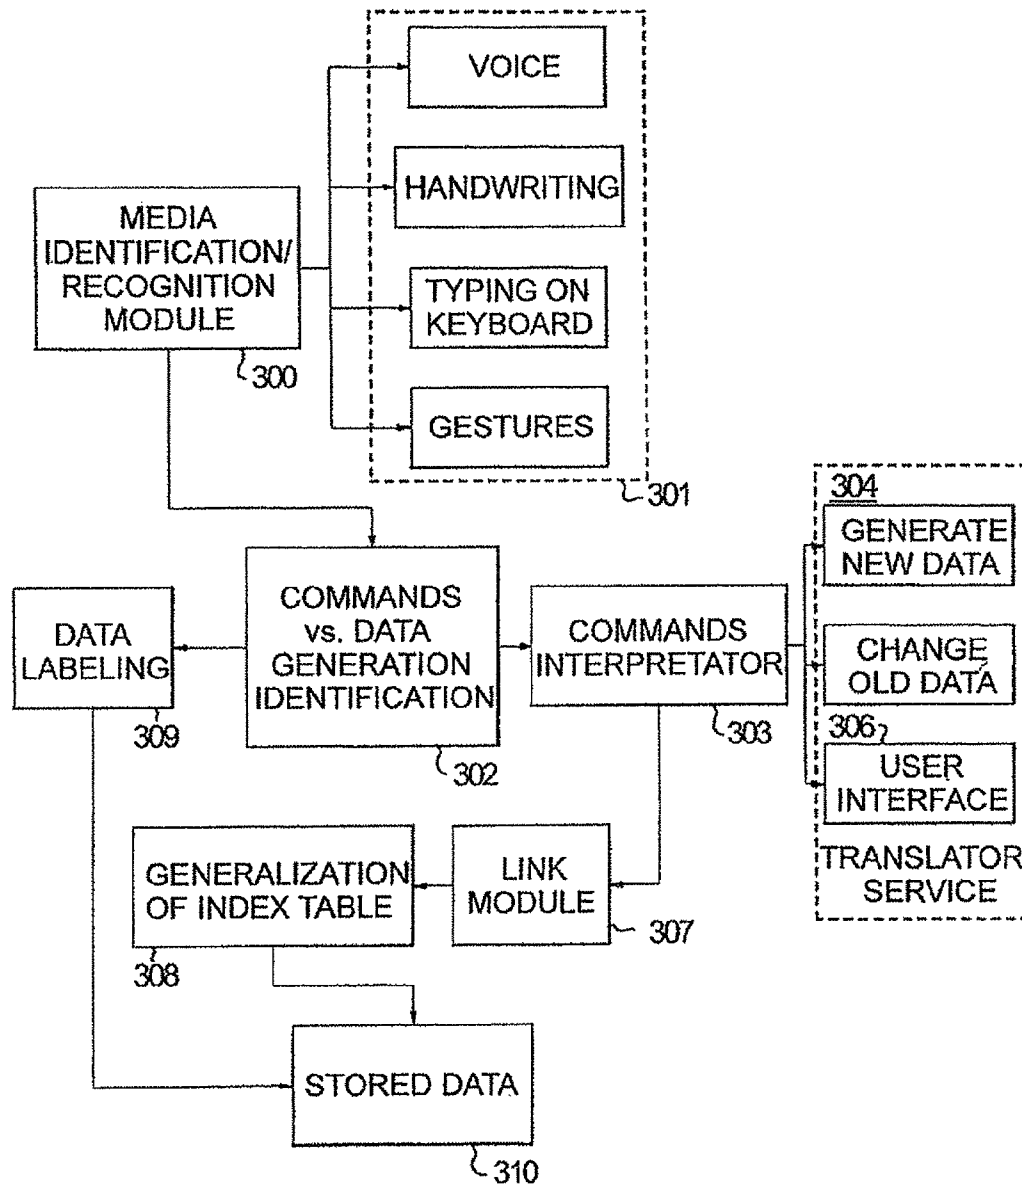 VOICE
HANDWRITING
TYPING ON
KEYBOARD
GESTURES
301
MEDIA
IDENTIFICATION/
RECOGNITION
MODULE
300
304
GENERATE
NEW DATA
CHANGE
OLD DATA
306
USER
INTERFACE
TRANSLATOR
SERVICE
DATA
LABELING
309
COMMANDS
vs. DATA
GENERATION
IDENTIFICATION
302
COMMANDS
INTERPRETATOR
303
GENERALIZATION
OF INDEX TABLE
308
LINK
MODULE
307
STORED DATA
310